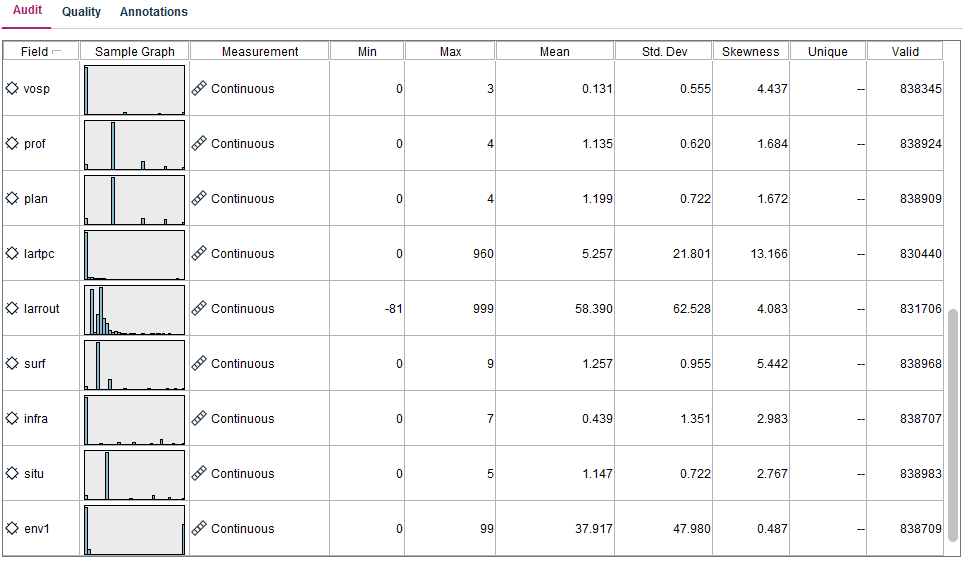 Audit Quality Annotations
Field Sample Graph Measurement Min Max Mean Std. Dev Skewness Unique Valid
vosp Continuous 0 3 0.131 0.555 4.437 -- 838345
prof Continuous 0 4 1.135 0.620 1.684 -- 838924
plan Continuous 0 4 1.199 0.722 1.672 -- 838909
lartpc Continuous 0 960 5.257 21.801 13.166 -- 830440
larrout Continuous -81 999 58.390 62.528 4.083 -- 831706
surf Continuous 0 9 1.257 0.955 5.442 -- 838968
infra Continuous 0 7 0.439 1.351 2.983 -- 838707
situ Continuous 0 5 1.147 0.722 2.767 -- 838983
env1 Continuous 0 99 37.917 47.980 0.487 -- 838709